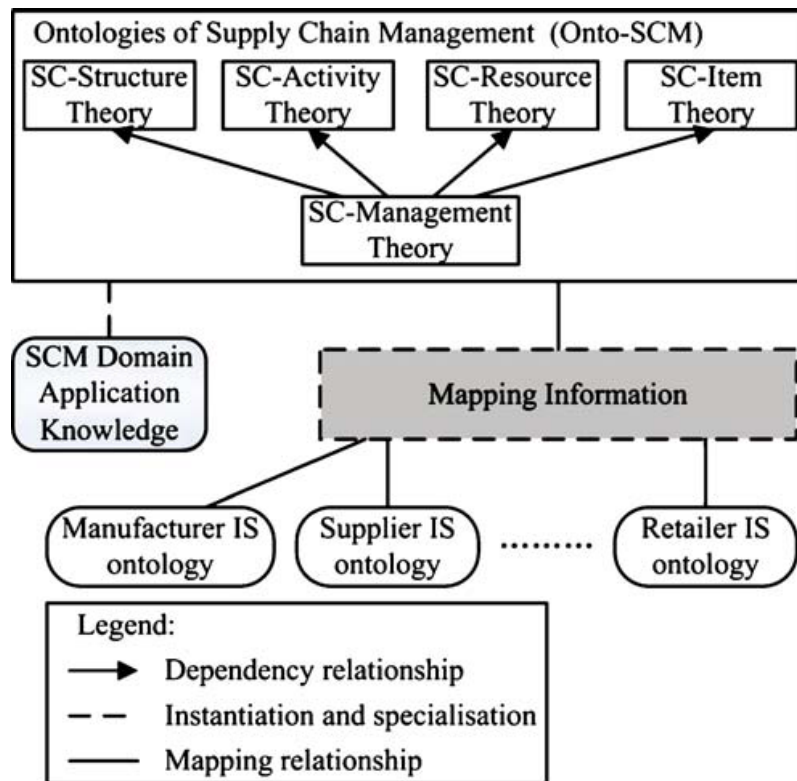 Ontologies of Supply Chain Management (Onto-SCM)
SC-Structure
Theory
SC-Activity
Theory
SC-Resource
Theory
SC-Item
Theory
SC-Management
Theory
SCM Domain
Application
Knowledge
Mapping Information
Manufacturer IS
ontology
Supplier IS
ontology
.........
Retailer IS
ontology
Legend:
Dependency relationship
Instantiation and specialisation
Mapping relationship